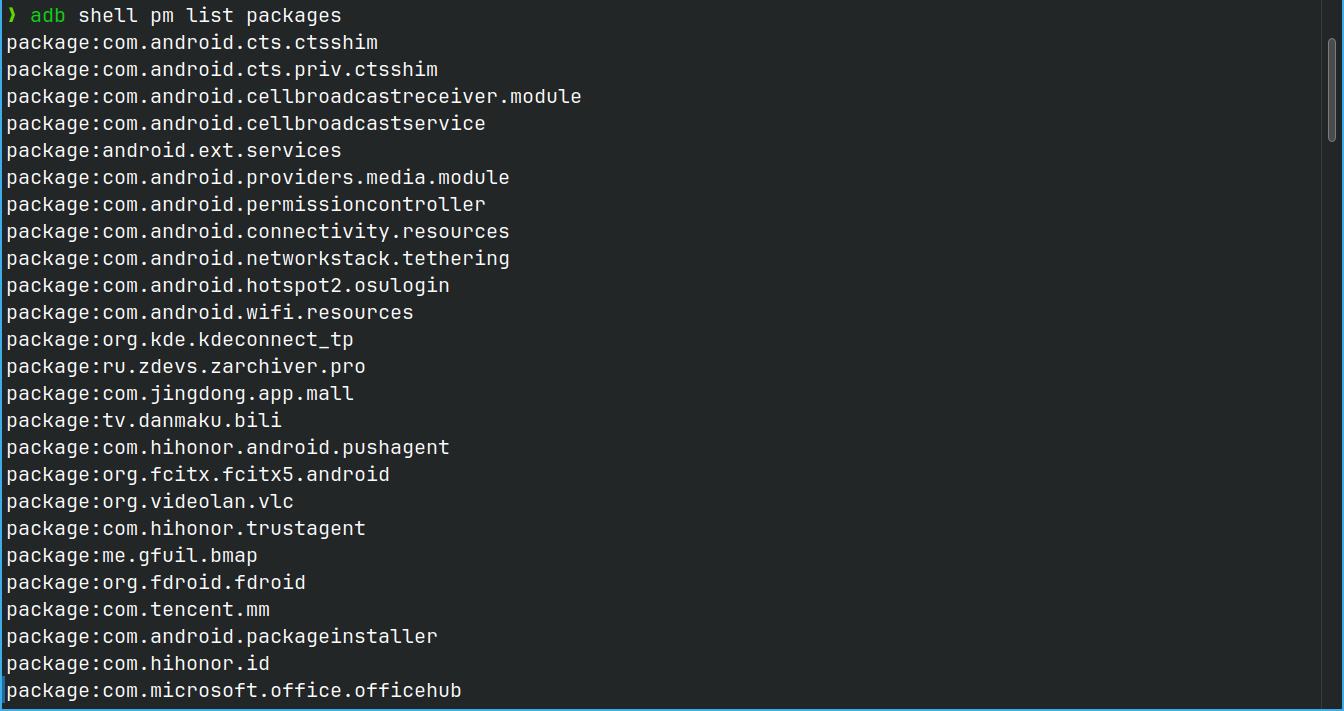 ❯ adb shell pm list packages
package:com.android.cts.ctsshim
package:com.android.cts.priv.ctsshim
package:com.android.cellbroadcastreceiver.module
package:com.android.cellbroadcastservice
package:android.ext.services
package:com.android.providers.media.module
package:com.android.permissioncontroller
package:com.android.connectivity.resources
package:com.android.networkstack.tethering
package:com.android.hotspot2.osulogin
package:com.android.wifi.resources
package:org.kde.kdeconnect_tp
package:ru.zdevs.zarchiver.pro
package:com.jingdong.app.mall
package:tv.danmaku.bili
package:com.hihonor.android.pushagent
package:org.fcitx.fcitx5.android
package:org.videolan.vlc
package:com.hihonor.trustagent
package:me.gfuil.bmap
package:org.fdroid.fdroid
package:com.tencent.mm
package:com.android.packageinstaller
package:com.hihonor.id
package:com.microsoft.office.officehub